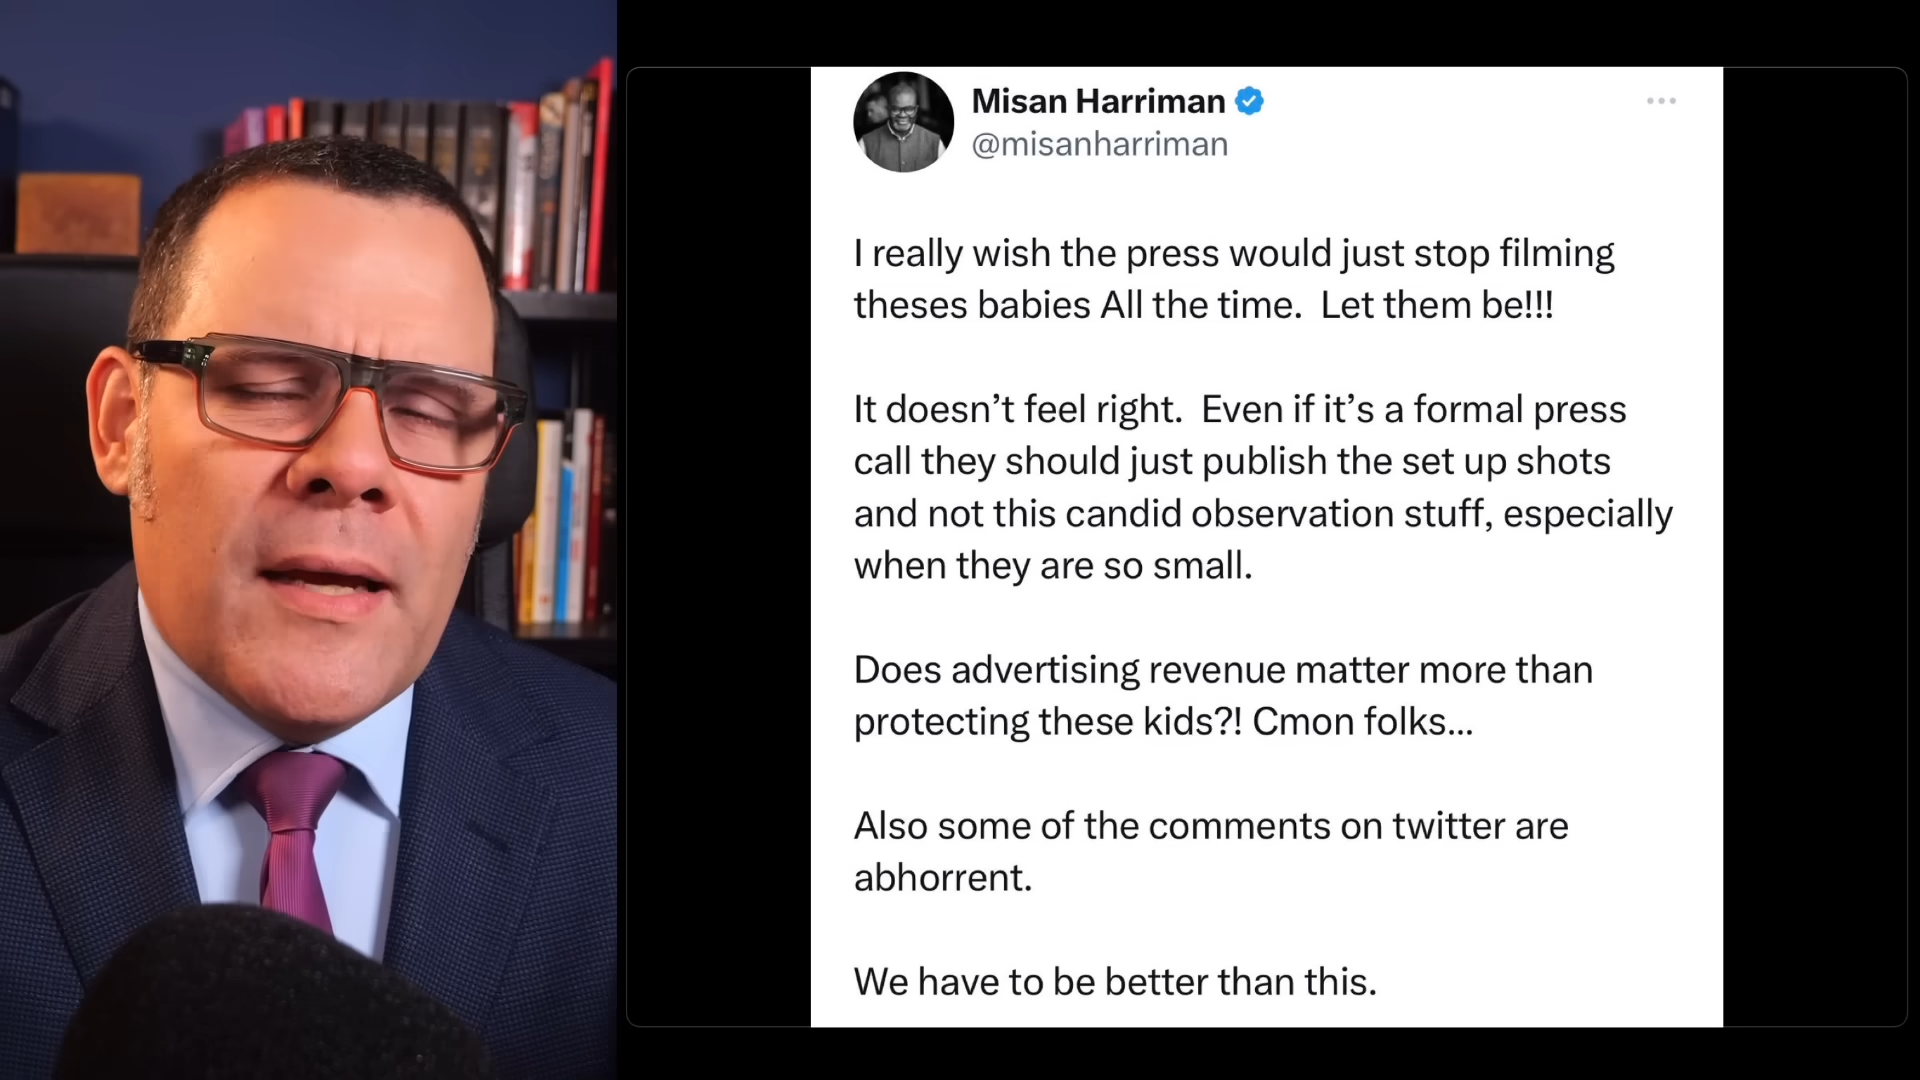 Misan Harriman
@misanharriman
I really wish the press would just stop filming
theses babies All the time.  Let them be!!!
It doesn’t feel right.  Even if it’s a formal press
call they should just publish the set up shots
and not this candid observation stuff, especially
when they are so small.
Does advertising revenue matter more than
protecting these kids?! Cmon folks...
Also some of the comments on twitter are
abhorrent.
We have to be better than this.